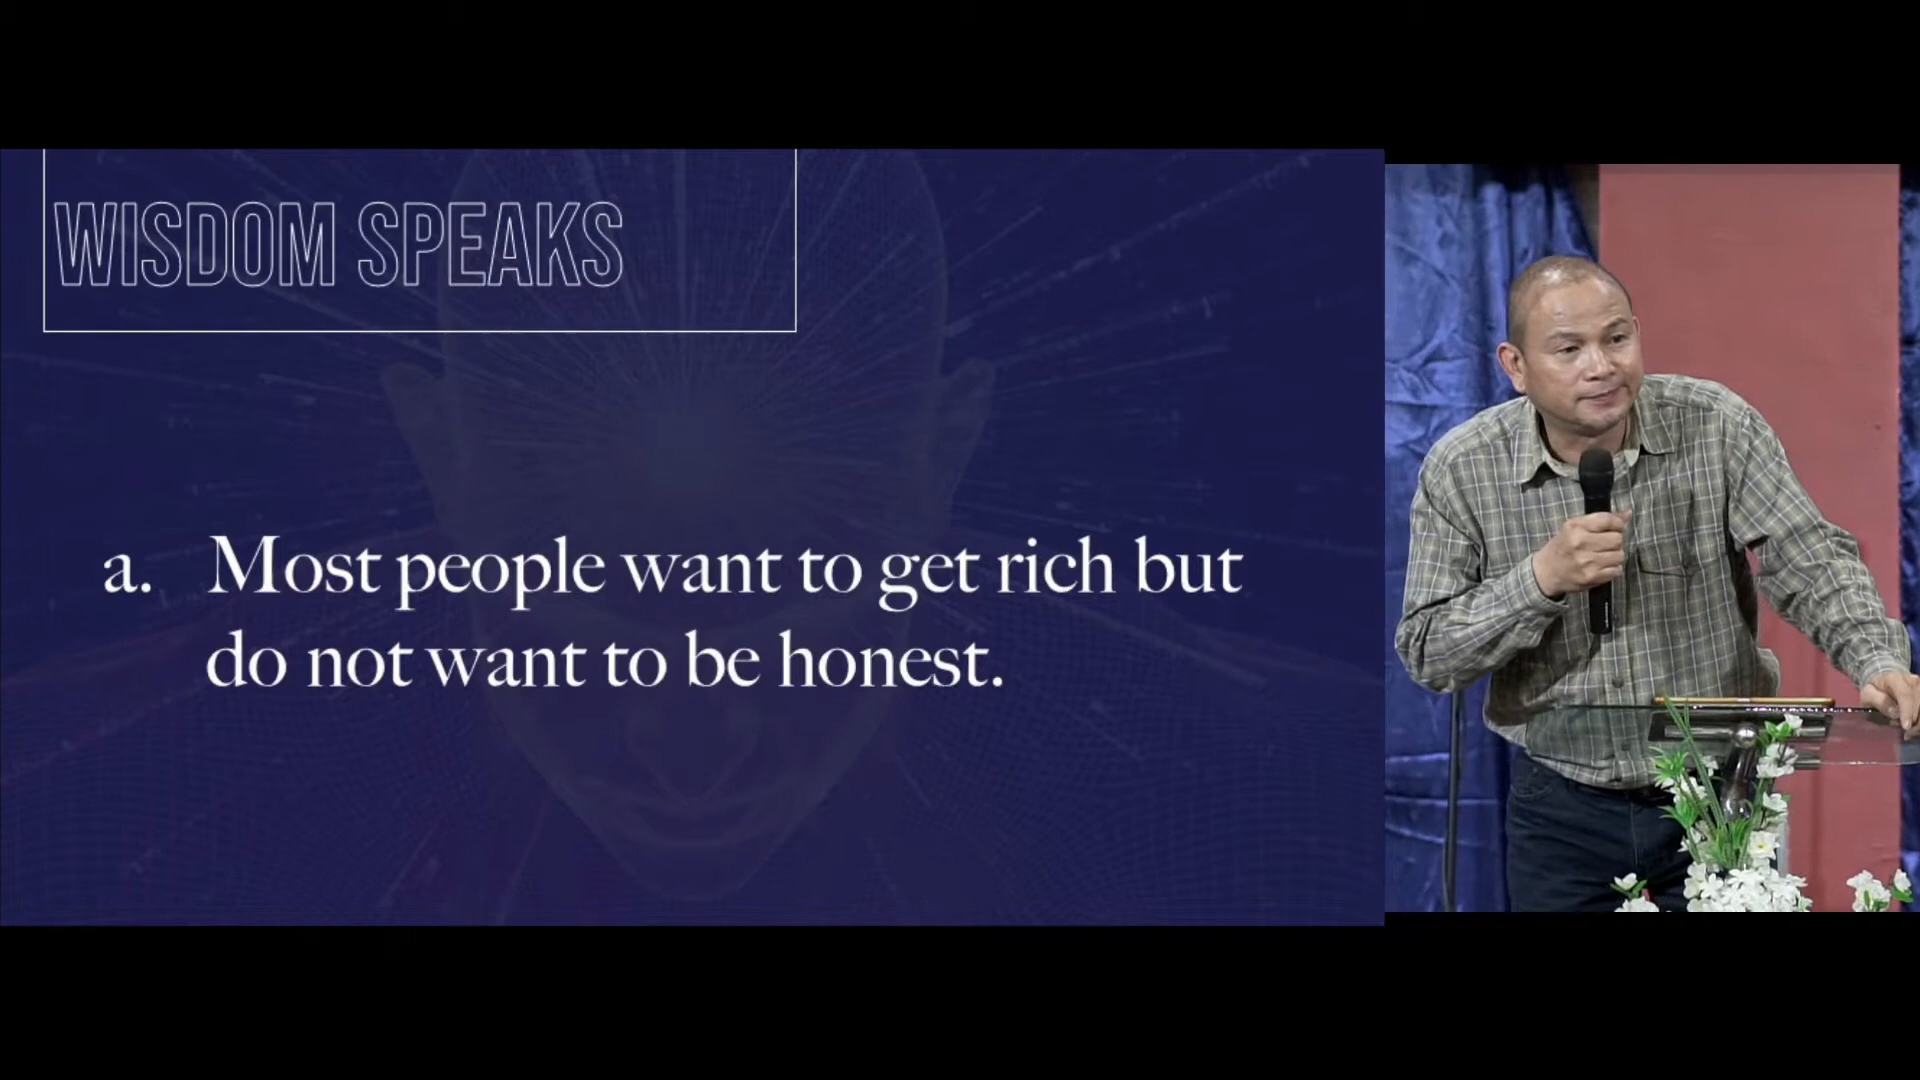 WISDOM SPEAKS
a. Most people want to get rich but
do not want to be honest.